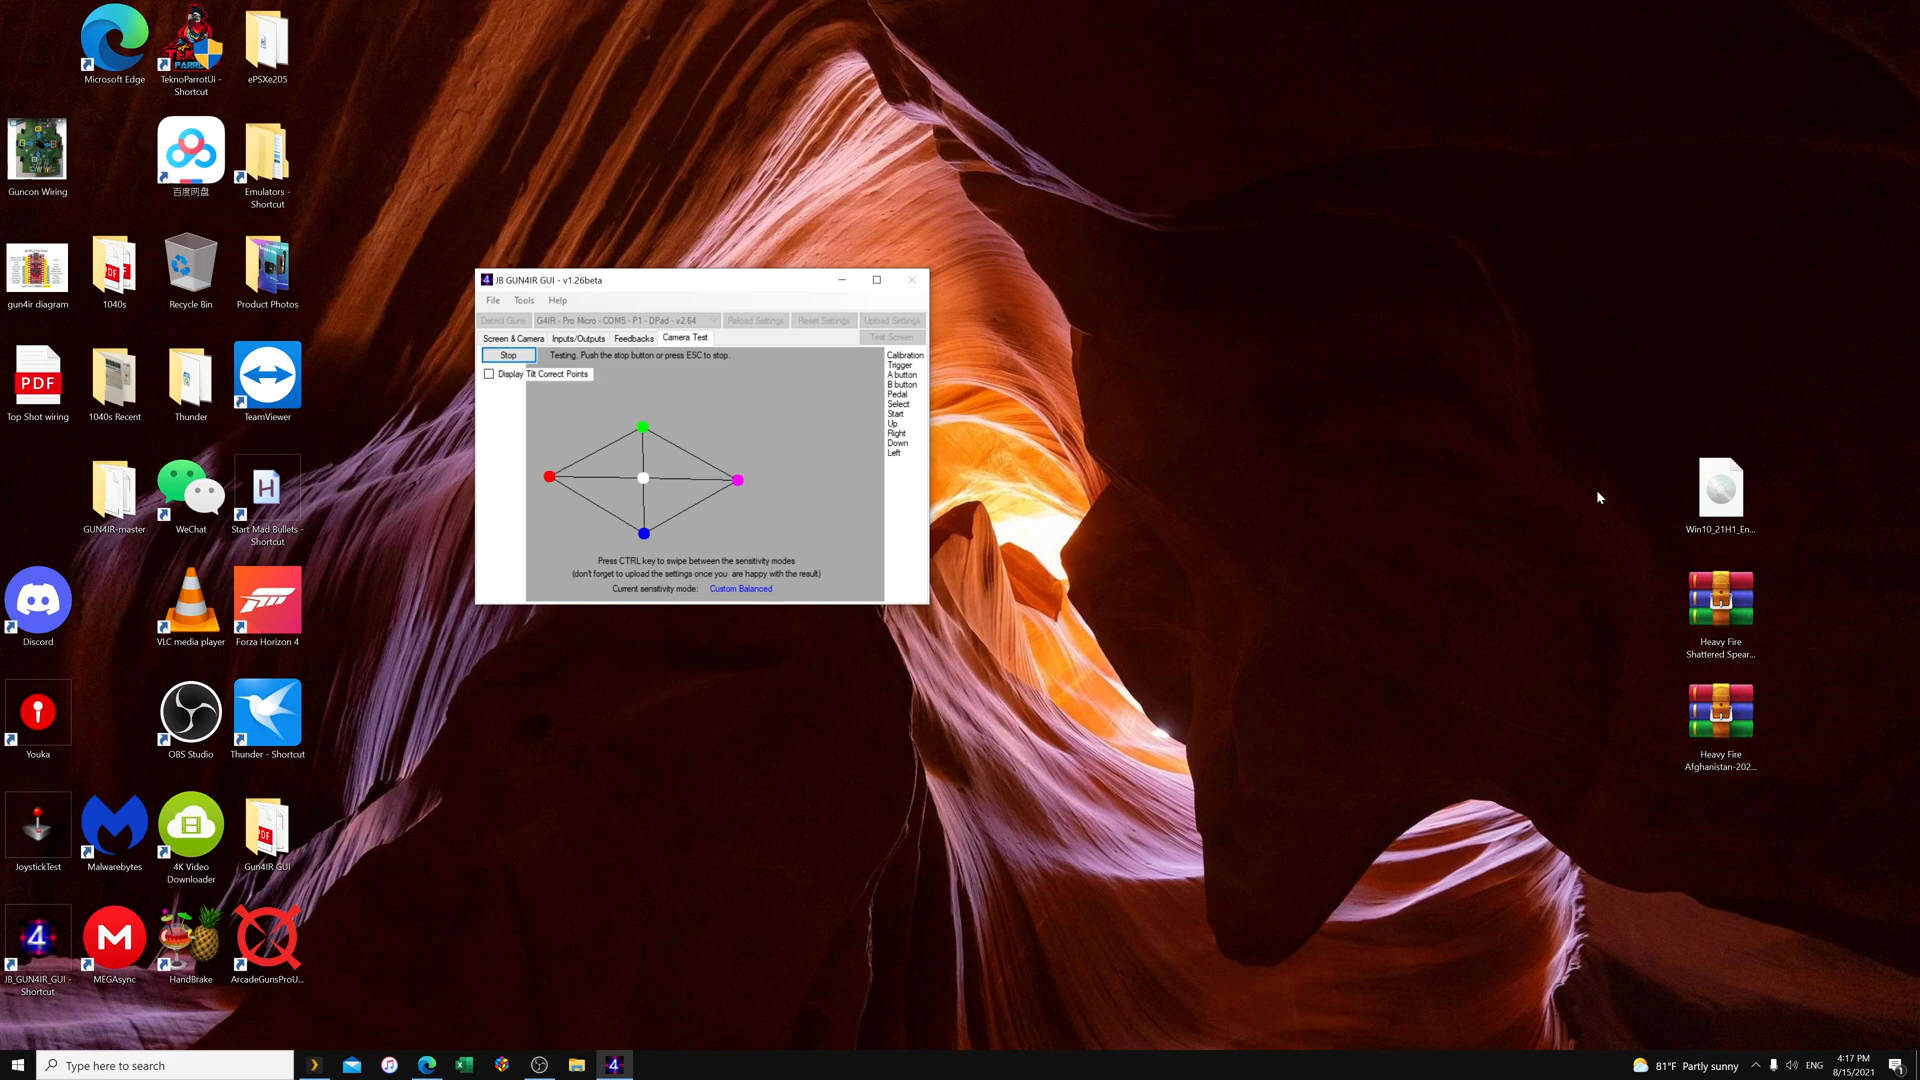 Microsoft Edge
TeknoParrotUi -
Shortcut
ePSXe205
Guncon Wiring
百度网盘
Emulators -
Shortcut
gun4ir diagram
1040s
Recycle Bin
Product Photos
PDF
Top Shot wiring
1040s Recent
Thunder
TeamViewer
GUN4IR-master
WeChat
H
Start Mad Bullets -
Shortcut
Discord
VLC media player
Forza Horizon 4
Youka
OBS Studio
Thunder - Shortcut
JoystickTest
Malwarebytes
4K Video
Downloader
Gun4IR GUI
4
JB_GUN4IR_GUI -
Shortcut
M
MEGAsync
HandBrake
ArcadeGunsProU...
4 JB GUN4IR GUI - v1.26beta
File Tools Help
Detect Guns G4IR - Pro Micro - COM5 - P1 - DPad - v2.64 Reload Settings Reset Settings Upload Settings
Screen & Camera Inputs/Outputs Feedbacks Camera Test Test Screen
Stop Testing. Push the stop button or press ESC to stop.
Display Tilt Correct Points
Calibration
Trigger
A button
B button
Pedal
Select
Start
Up
Right
Down
Left
Press CTRL key to swipe between the sensitivity modes
(don't forget to upload the settings once you are happy with the result)
Current sensitivity mode: Custom Balanced
Win10_21H1_En...
Heavy Fire
Shattered Spear...
Heavy Fire
Afghanistan-202...
Type here to search
4
81°F Partly sunny
ENG
4:17 PM
8/15/2021
1